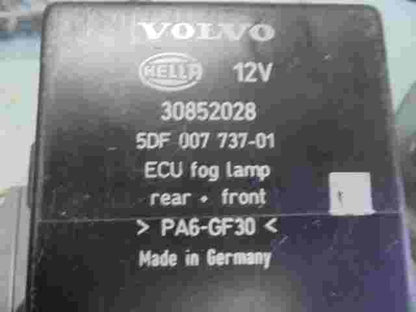 VOLVO
HELLA 12V
30852028
5DF 007 737-01
ECU fog lamp
rear + front
> PA6-GF30 <
Made in Germany